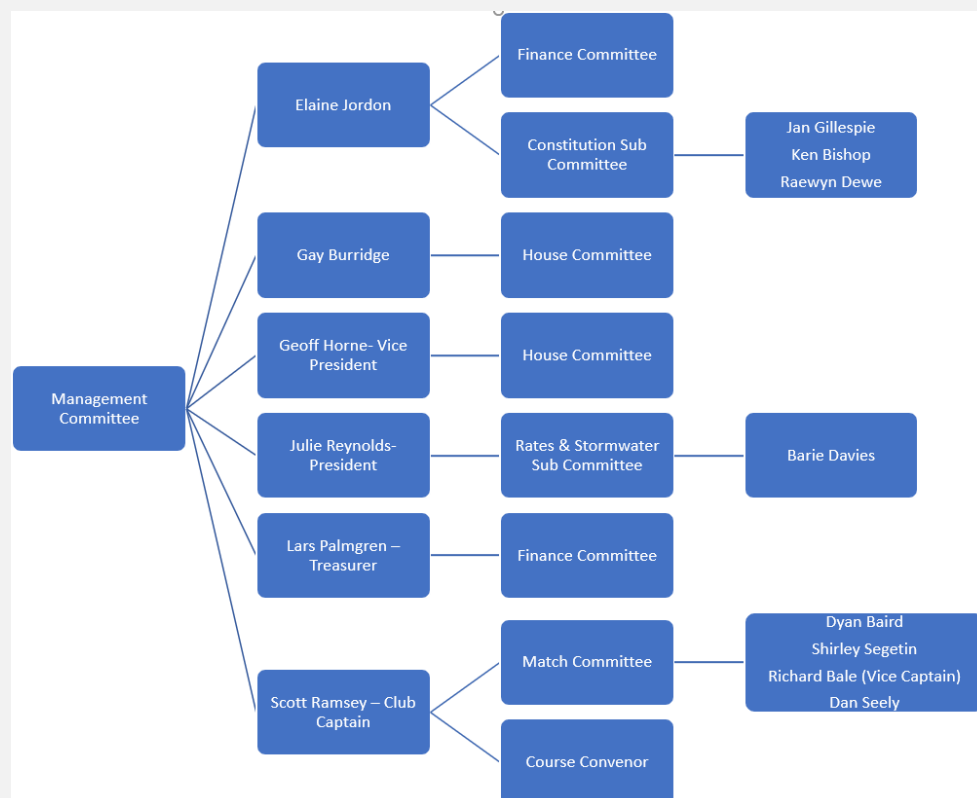 Finance Committee
Elaine Jordon
Constitution Sub
Committee
Jan Gillespie
Ken Bishop
Raewyn Dewe
Gay Burridge
House Committee
Geoff Horne- Vice
President
House Committee
Management
Committee
Julie Reynolds-
President
Rates & Stormwater
Sub Committee
Barie Davies
Lars Palmgren –
Treasurer
Finance Committee
Scott Ramsey – Club
Captain
Match Committee
Dyan Baird
Shirley Segetin
Richard Bale (Vice Captain)
Dan Seely
Course Convenor